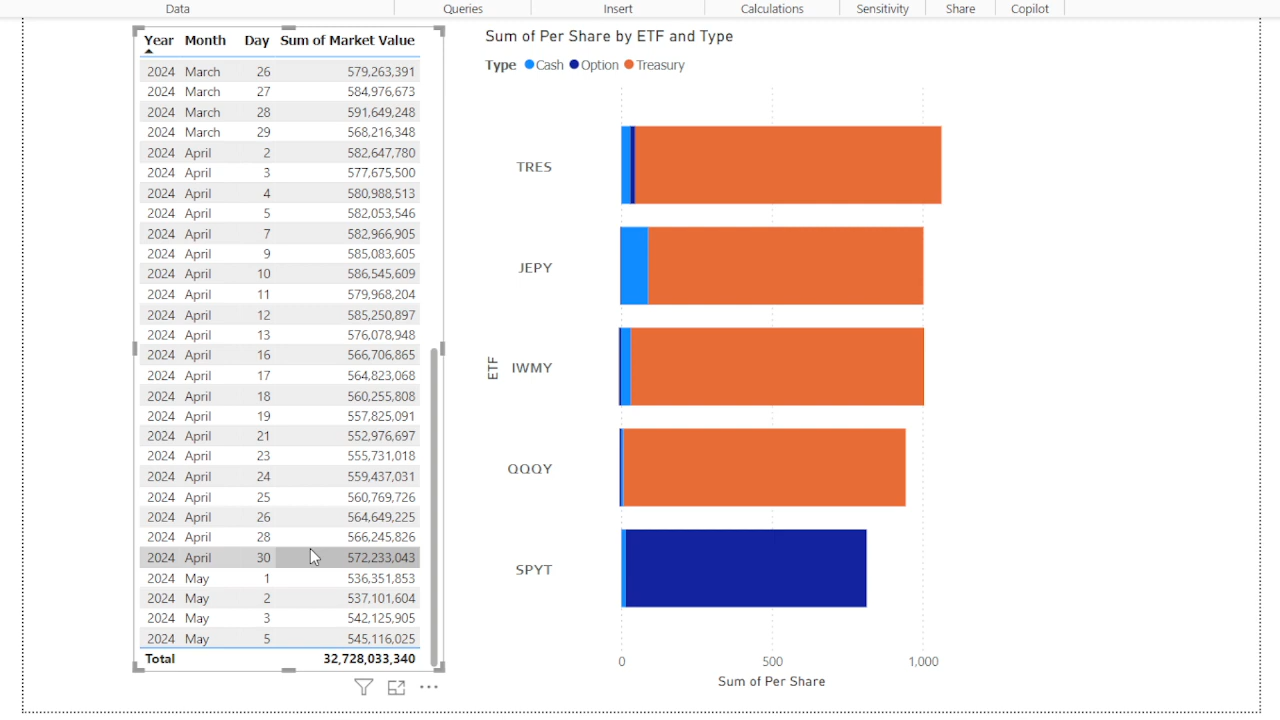 Data Queries Insert Calculations Sensitivity Share Copilot
Year Month Day Sum of Market Value
2024 March 26 579,263,391
2024 March 27 584,976,673
2024 March 28 591,649,248
2024 March 29 568,216,348
2024 April 2 582,647,780
2024 April 3 577,675,500
2024 April 4 580,988,513
2024 April 5 582,053,546
2024 April 7 582,966,905
2024 April 9 585,083,605
2024 April 10 586,545,609
2024 April 11 579,968,204
2024 April 12 585,250,897
2024 April 13 576,078,948
2024 April 16 566,706,865
2024 April 17 564,823,068
2024 April 18 560,255,808
2024 April 19 557,825,091
2024 April 21 552,976,697
2024 April 23 555,731,018
2024 April 24 559,437,031
2024 April 25 560,769,726
2024 April 26 564,649,225
2024 April 28 566,245,826
2024 April 30 572,233,043
2024 May 1 536,351,853
2024 May 2 537,101,604
2024 May 3 542,125,905
2024 May 5 545,116,025
Total 32,728,033,340
Sum of Per Share by ETF and Type
Type Cash Option Treasury
ETF
TRES
JEPY
IWMY
QQQY
SPYT
0 500 1,000
Sum of Per Share